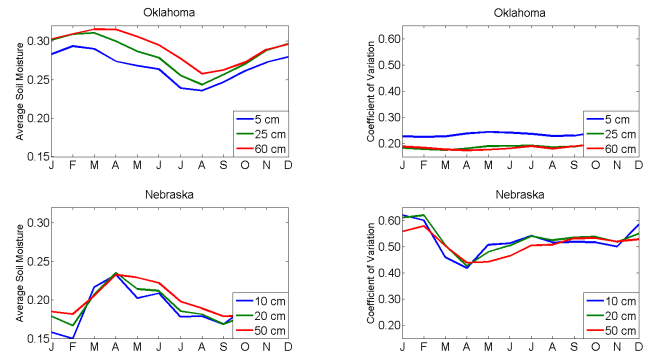 Oklahoma
Average Soil Moisture
0.30
0.25
0.20
0.15
J F M A M J J A S O N D
5 cm
25 cm
60 cm
Oklahoma
Coefficient of Variation
0.60
0.50
0.40
0.30
0.20
J F M A M J J A S O N D
5 cm
25 cm
60 cm
Nebraska
Average Soil Moisture
0.30
0.25
0.20
0.15
J F M A M J J A S O N D
10 cm
20 cm
50 cm
Nebraska
Coefficient of Variation
0.60
0.50
0.40
0.30
0.20
J F M A M J J A S O N D
10 cm
20 cm
50 cm